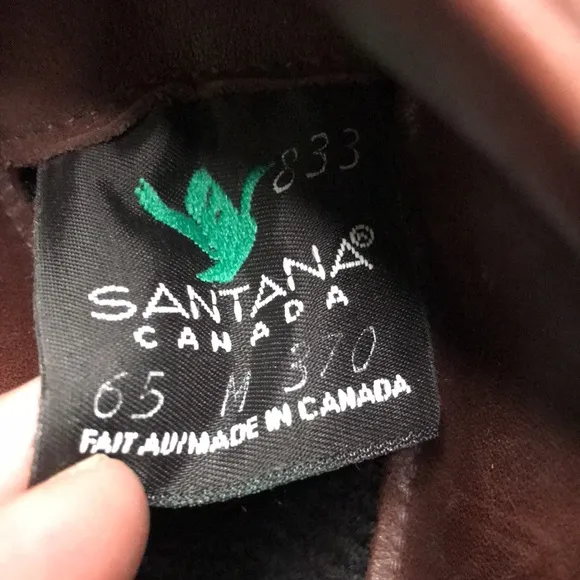 833
SANTANA®
CANADA
65 M 370
FAIT AU/MADE IN CANADA